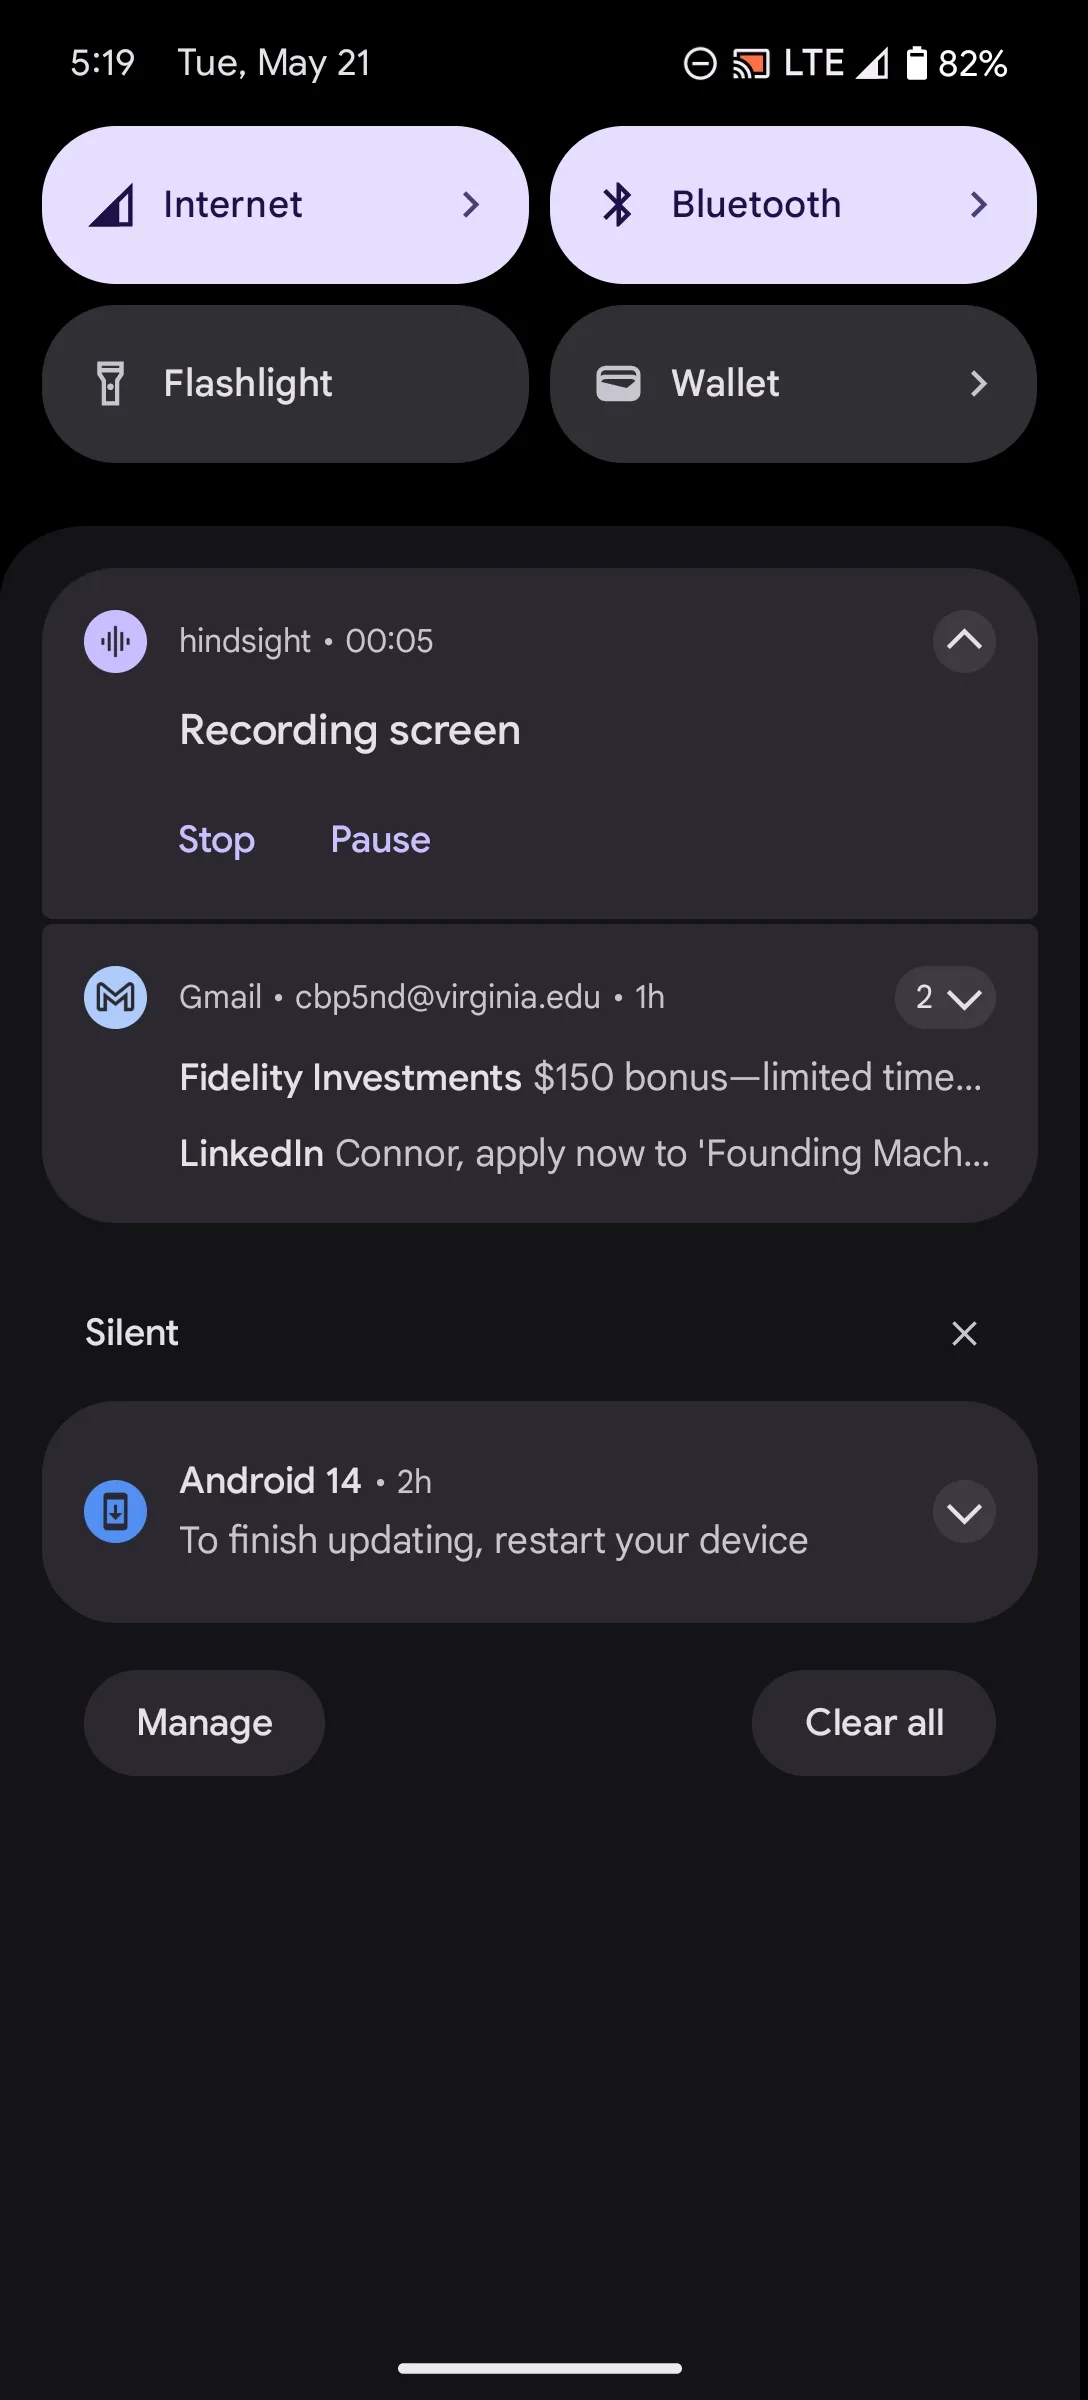 5:19 Tue, May 21 LTE 82%
Internet Bluetooth
Flashlight Wallet
hindsight • 00:05
Recording screen
Stop Pause
Gmail • cbp5nd@virginia.edu • 1h 2
Fidelity Investments $150 bonus—limited time...
LinkedIn Connor, apply now to 'Founding Mach...
Silent
Android 14 • 2h
To finish updating, restart your device
Manage Clear all